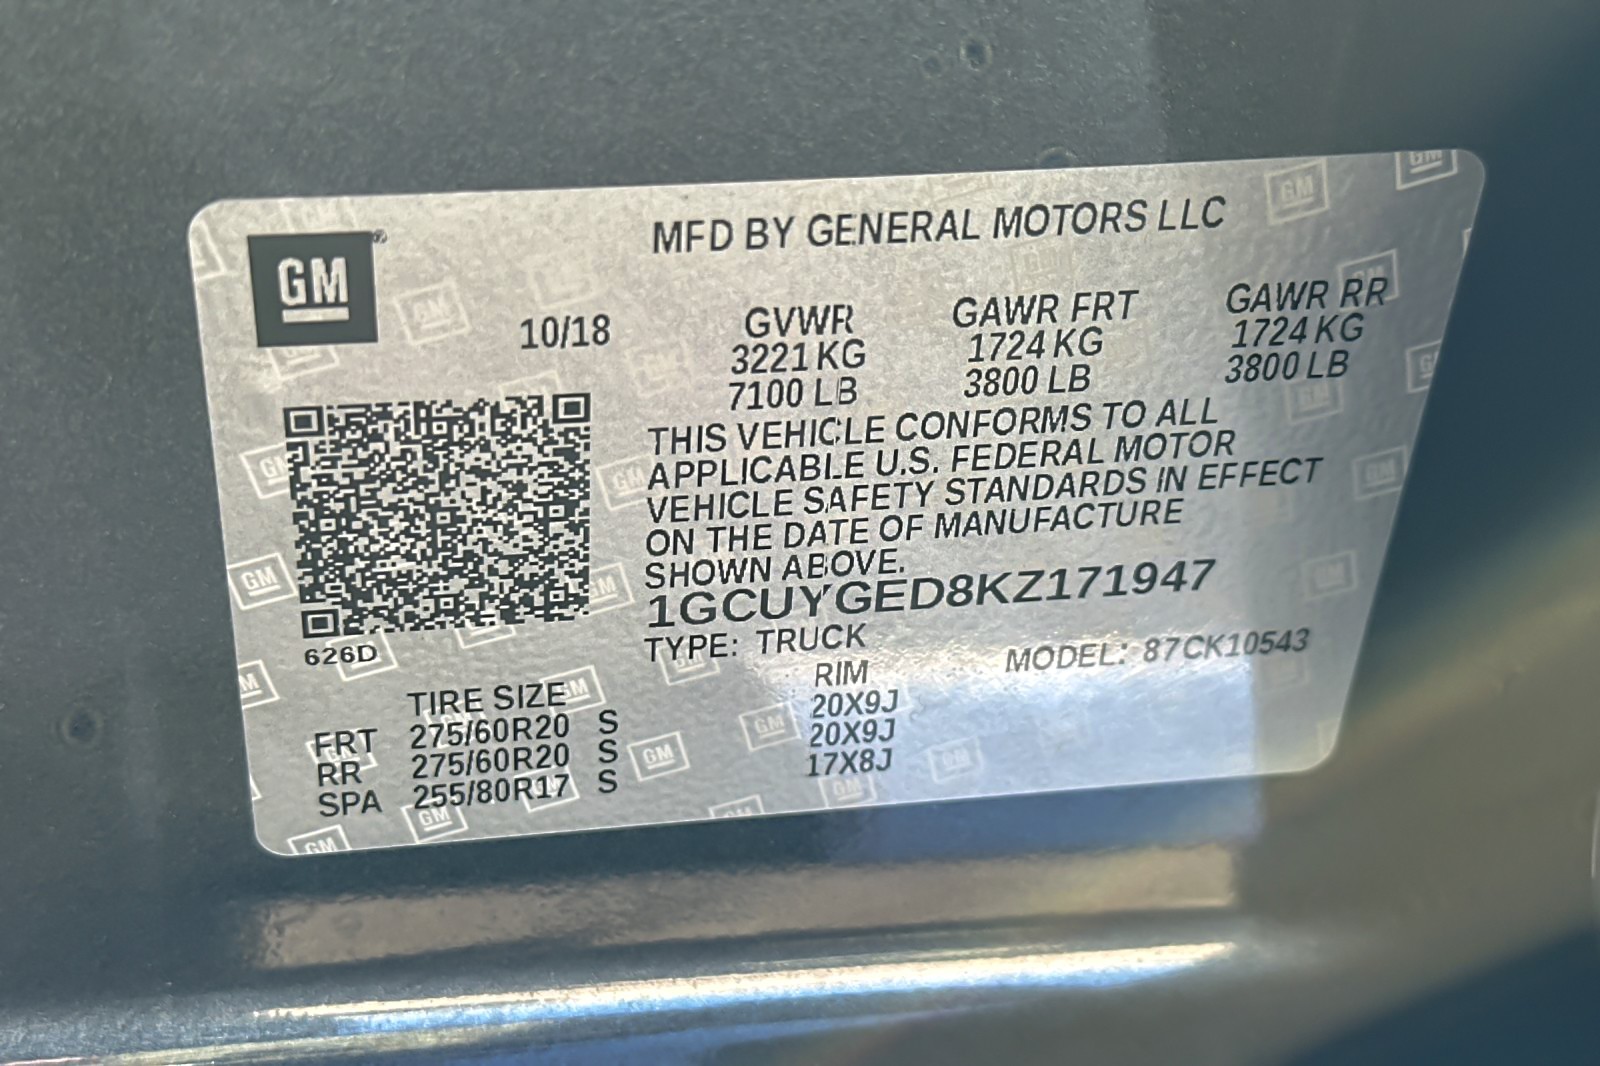 GM
MFD BY GENERAL MOTORS LLC
10/18
GVWR GAWR FRT GAWR RR
3221 KG 1724 KG 1724 KG
7100 LB 3800 LB 3800 LB
THIS VEHICLE CONFORMS TO ALL
APPLICABLE U.S. FEDERAL MOTOR
VEHICLE SAFETY STANDARDS IN EFFECT
ON THE DATE OF MANUFACTURE
SHOWN ABOVE.
1GCUYGED8KZ171947
TYPE: TRUCK MODEL: 87CK10543
626D
TIRE SIZE RIM
FRT 275/60R20 S 20X9J
RR 275/60R20 S 20X9J
SPA 255/80R17 S 17X8J